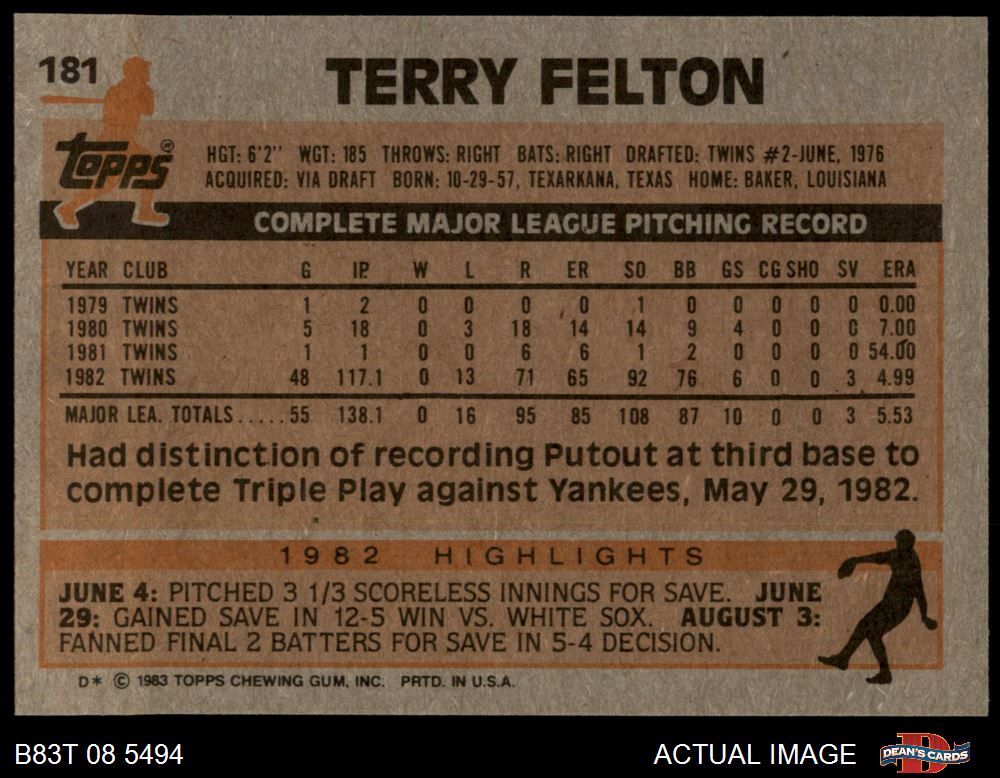 181
TERRY FELTON
Topps®
HGT: 6'2" WGT: 185 THROWS: RIGHT BATS: RIGHT DRAFTED: TWINS #2-JUNE, 1976
ACQUIRED: VIA DRAFT BORN: 10-29-57, TEXARKANA, TEXAS HOME: BAKER, LOUISIANA
COMPLETE MAJOR LEAGUE PITCHING RECORD
YEAR CLUB G IP W L R ER SO BB GS CG SHO SV ERA
1979 TWINS 1 2 0 0 0 0 1 0 0 0 0 0 0.00
1980 TWINS 5 18 0 3 18 14 14 9 4 0 0 0 7.00
1981 TWINS 1 1 0 0 6 6 1 2 0 0 0 0 54.00
1982 TWINS 48 117.1 0 13 71 65 92 76 6 0 0 3 4.99
MAJOR LEA. TOTALS.....55 138.1 0 16 95 85 108 87 10 0 0 3 5.53
Had distinction of recording Putout at third base to
complete Triple Play against Yankees, May 29, 1982.
1982 HIGHLIGHTS
JUNE 4: PITCHED 3 1/3 SCORELESS INNINGS FOR SAVE. JUNE
29: GAINED SAVE IN 12-5 WIN VS. WHITE SOX. AUGUST 3:
FANNED FINAL 2 BATTERS FOR SAVE IN 5-4 DECISION.
D* © 1983 TOPPS CHEWING GUM, INC. PRTD. IN U.S.A.
B83T 08 5494
ACTUAL IMAGE
DEAN'S CARDS